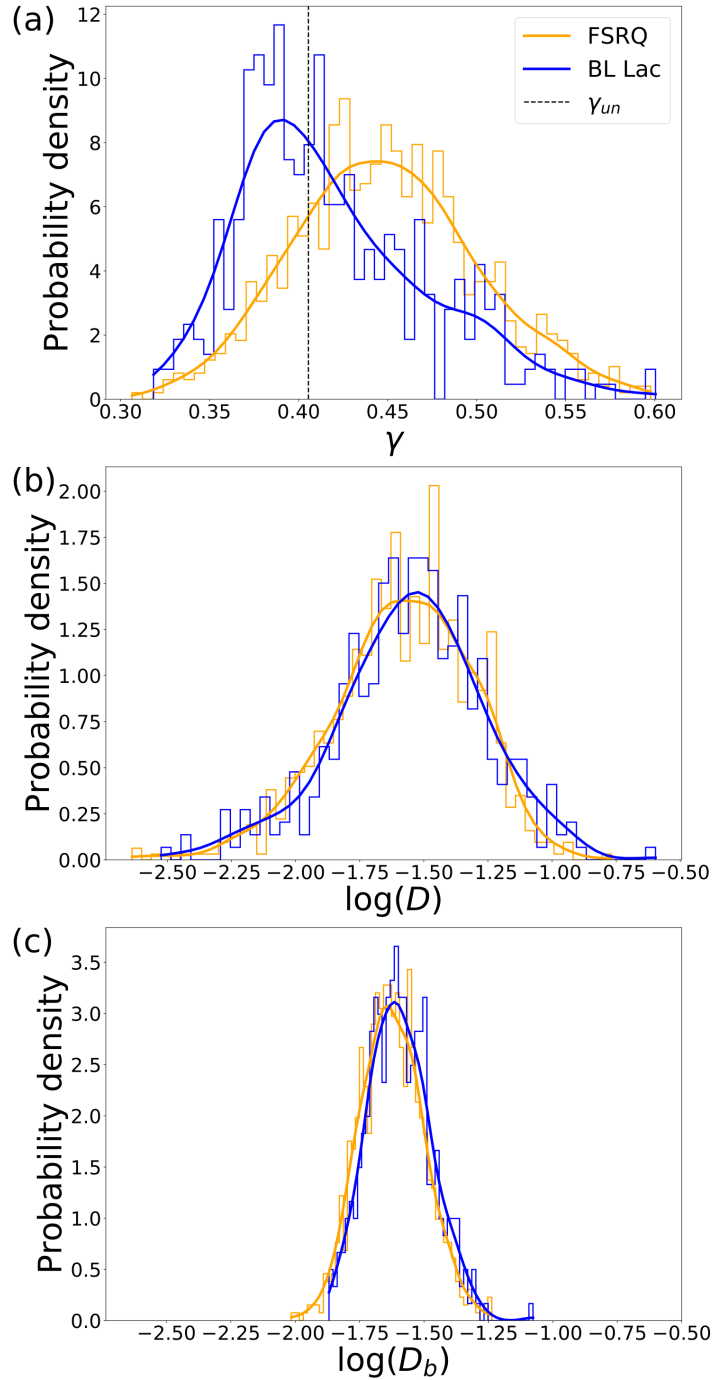 (a)
Probability density
12
10
8
6
4
2
0
0.30 0.35 0.40 0.45 0.50 0.55 0.60
γ
FSRQ
BL Lac
γun
(b)
Probability density
2.00
1.75
1.50
1.25
1.00
0.75
0.50
0.25
0.00
−2.50 −2.25 −2.00 −1.75 −1.50 −1.25 −1.00 −0.75 −0.50
log(D)
(c)
Probability density
3.5
3.0
2.5
2.0
1.5
1.0
0.5
0.0
−2.50 −2.25 −2.00 −1.75 −1.50 −1.25 −1.00 −0.75 −0.50
log(Db)